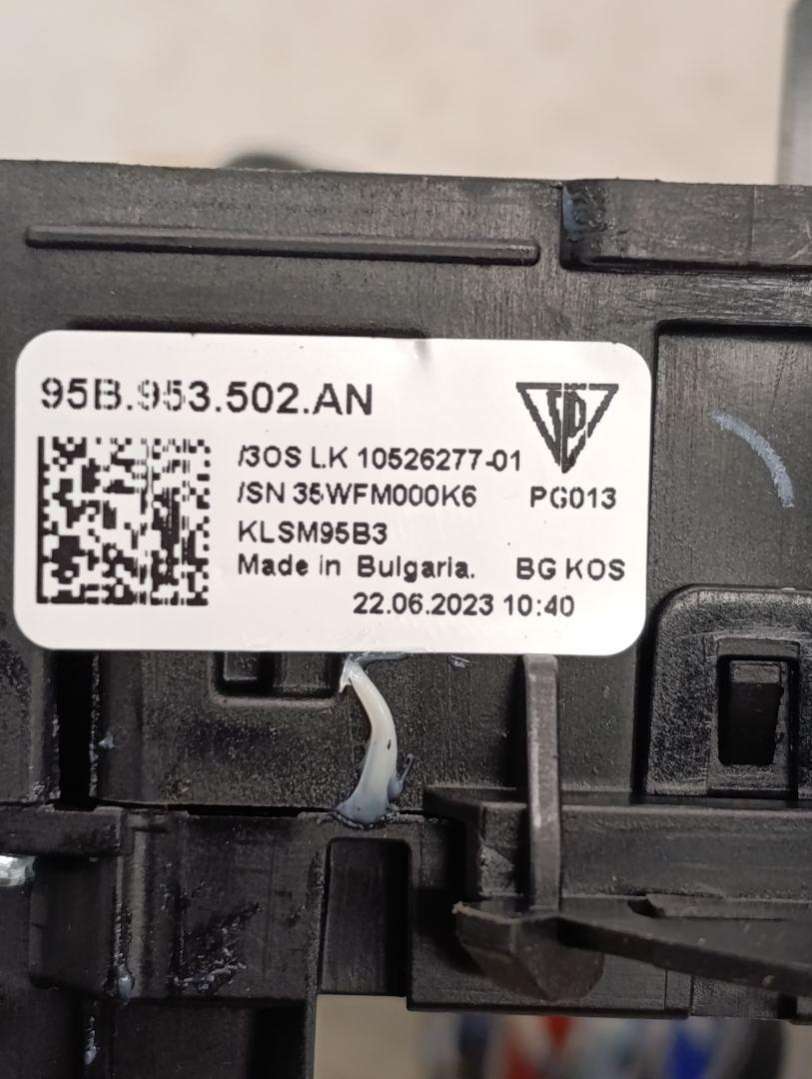 95B.953.502.AN
/3OS LK 10526277-01
/SN 35WFM000K6 PG013
KLSM95B3
Made in Bulgaria. BG KOS
22.06.2023 10:40